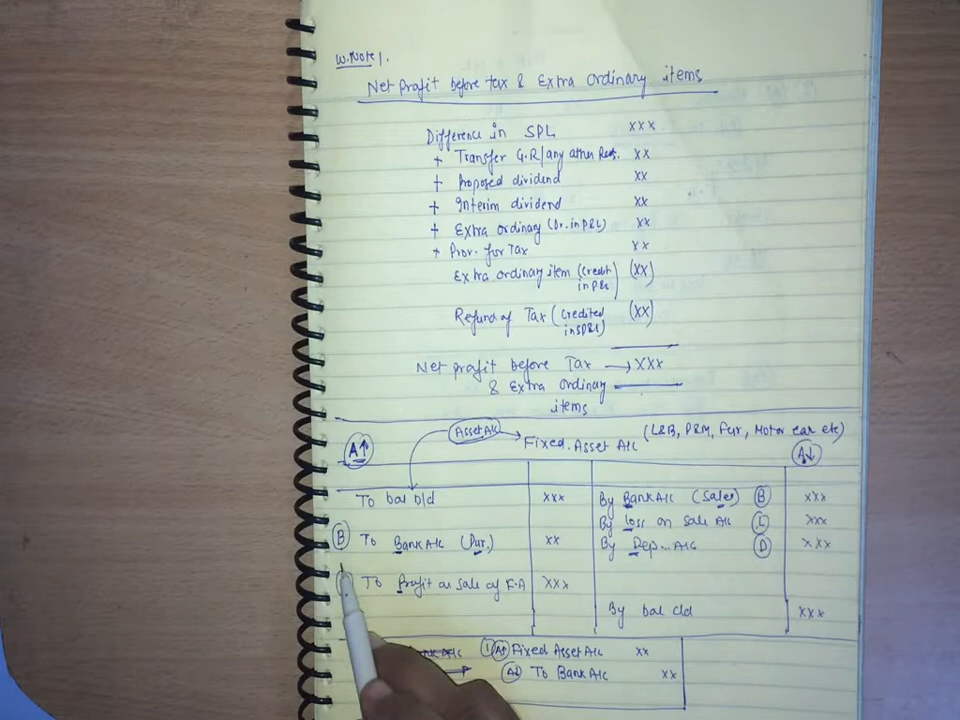 W.Note 1.
Net Profit before tax & Extra Ordinary items
Difference in SPL xxx
+ Transfer G.R/any other Res. xx
+ Proposed dividend xx
+ Interim dividend xx
+ Extra ordinary (Dr. in P&L) xx
+ Prov. for Tax xx
Extra ordinary item (Credit in P&L) (xx)
Refund of Tax (Credited in SP&L) (xx)
Net profit before Tax → xxx
& Extra Ordinary
items
A↑ Asset A/c Fixed Asset A/c (L&B, P&M, Fur, Motor car etc) A↓
To bal b/d xxx By Bank A/c (Sales) B xxx
By loss on sale A/c L xxx
B To Bank A/c (Pur.) xx By Dep... A/c D xxx
To Profit on sale of F.A xxx
By bal c/d xxx
Bank A/c 1 A↑ Fixed Asset A/c xx
A↓ To Bank A/c xx